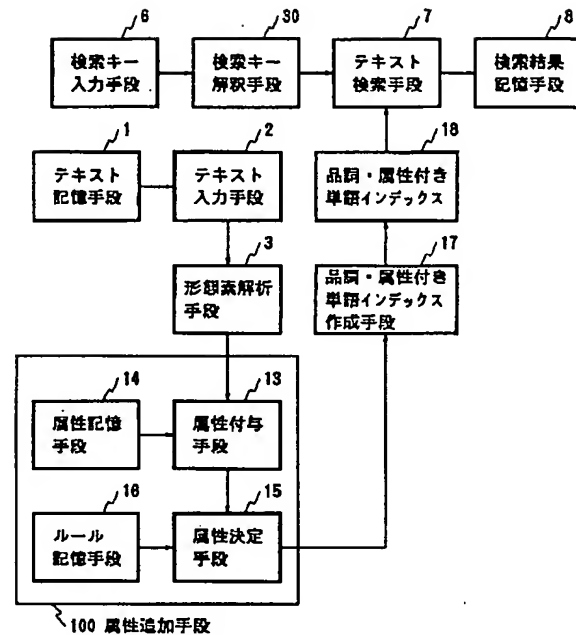 6
検索キー
入力手段
30
検索キー
解釈手段
7
テキスト
検索手段
8
検索結果
記憶手段
1
テキスト
記憶手段
2
テキスト
入力手段
18
品詞・属性付き
単語インデックス
3
形態素解析
手段
17
品詞・属性付き
単語インデックス
作成手段
14
属性記憶
手段
13
属性付与
手段
16
ルール
記憶手段
15
属性決定
手段
100 属性追加手段